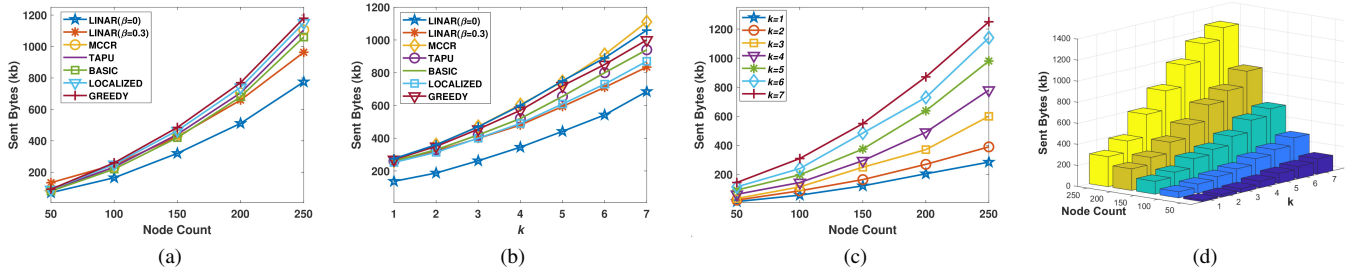 LINAR(β=0)
LINAR(β=0.3)
MCCR
TAPU
BASIC
LOCALIZED
GREEDY
Sent Bytes (kb)
1200
1000
800
600
400
200
50 100 150 200 250
Node Count
(a)
LINAR(β=0)
LINAR(β=0.3)
MCCR
TAPU
BASIC
LOCALIZED
GREEDY
Sent Bytes (kb)
1200
1000
800
600
400
200
1 2 3 4 5 6 7
k
(b)
k=1
k=2
k=3
k=4
k=5
k=6
k=7
Sent Bytes (kb)
1200
1000
800
600
400
200
50 100 150 200 250
Node Count
(c)
Sent Bytes (kb)
1400
1200
1000
800
600
400
200
0
250 200 150 100 50
Node Count
1 2 3 4 5 6 7
k
(d)